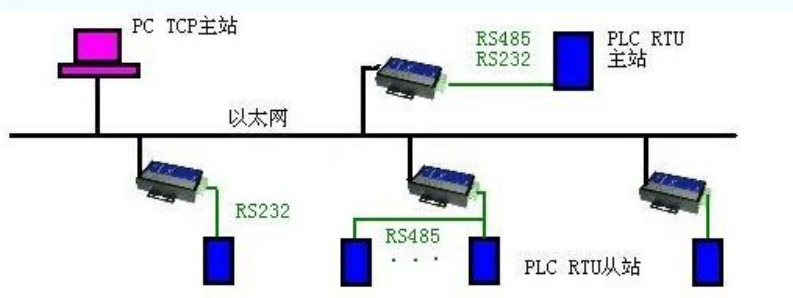 PC TCP主站
RS485
RS232
PLC RTU
主站
以太网
RS232
RS485
. . .
PLC RTU从站